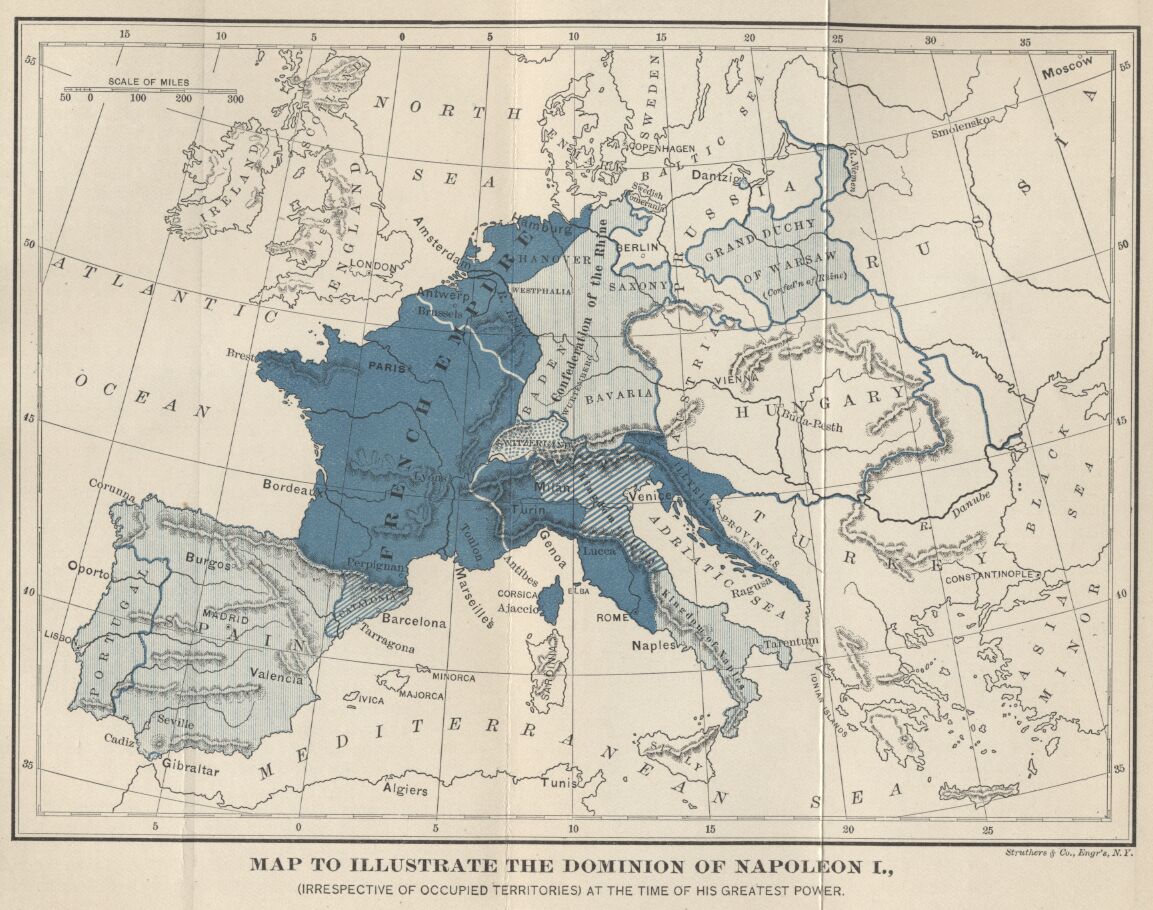 15 10 5 0 5 10 15 20 25 30 35
55
55
SCALE OF MILES
50 0 100 200 300
Moscow
Smolensko
NORTH
SEA
SWEDEN
COPENHAGEN
BALTIC SEA
Dantzig
R. Niemen
RUSSIA
PRUSSIA
Swedish
Pomerania
IRELAND
SCOTLAND
WALES
ENGLAND
LONDON
50
50
ATLANTIC
OCEAN
Amsterdam
Hamburg
HANOVER
BERLIN
GRAND DUCHY
OF WARSAW
(Confed'n of Rhine)
WESTPHALIA
SAXONY
Confederation of the Rhine
Antwerp
Brussels
FRENCH EMPIRE
Brest
PARIS
BADEN
WURTEMBERG
BAVARIA
AUSTRIA
VIENNA
HUNGARY
Buda-Pesth
45
45
SWITZERLAND
Bordeaux
Lyons
Milan
Turin
Venice
ILLYRIAN PROVINCES
R. Danube
BLACK
SEA
Corunna
Toulon
Genoa
Lucca
ADRIATIC
SEA
TURKEY
Burgos
Perpignan
Marseilles
Antibes
CONSTANTINOPLE
Oporto
CATALONIA
Barcelona
CORSICA
Ajaccio
ELBA
ROME
Ragusa
40
40
MADRID
SPAIN
Tarragona
LISBON
PORTUGAL
Valencia
MINORCA
MAJORCA
IVICA
SARDINIA
Naples
Kingdom of Naples
Tarentum
IONIAN ISLANDS
ASIA
MINOR
Seville
Cadiz
Gibraltar
MEDITERRANEAN SEA
SICILY
35
35
Algiers
Tunis
5 0 5 10 15 20 25
Struthers & Co., Engr's, N.Y.
MAP TO ILLUSTRATE THE DOMINION OF NAPOLEON I.,
(IRRESPECTIVE OF OCCUPIED TERRITORIES) AT THE TIME OF HIS GREATEST POWER.